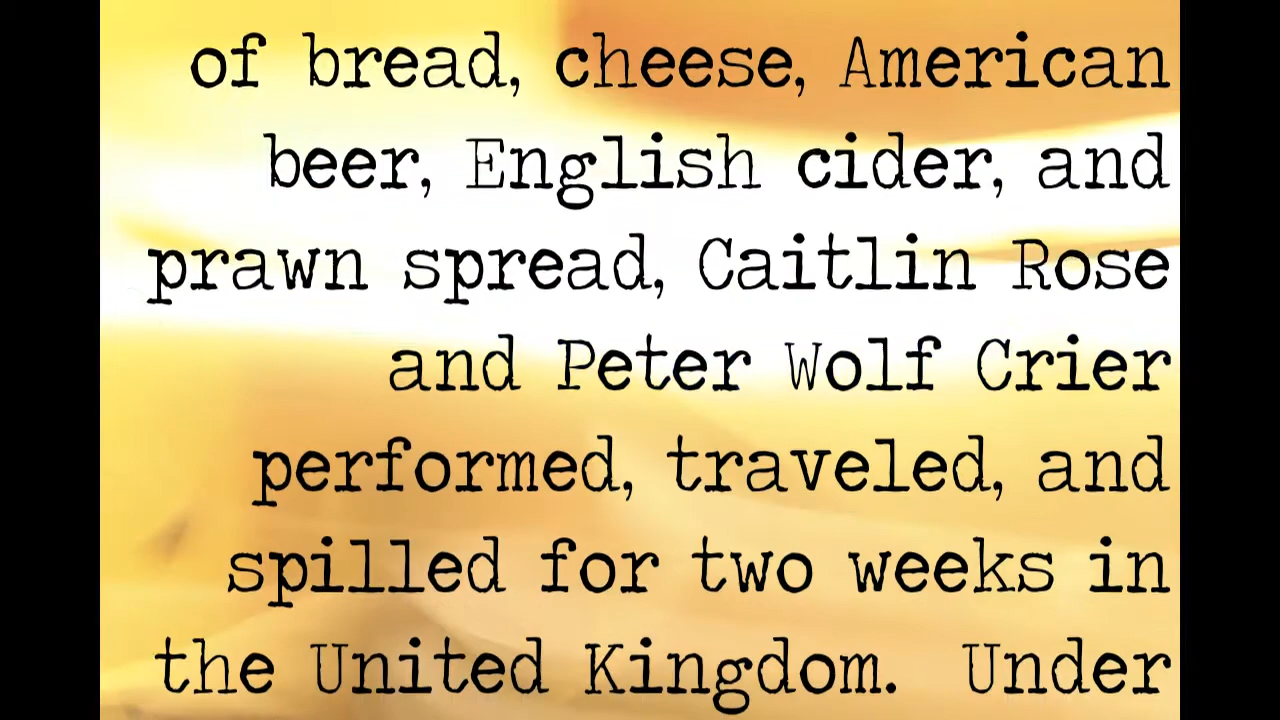 of bread, cheese, American
beer, English cider, and
prawn spread, Caitlin Rose
and Peter Wolf Crier
performed, traveled, and
spilled for two weeks in
the United Kingdom.  Under